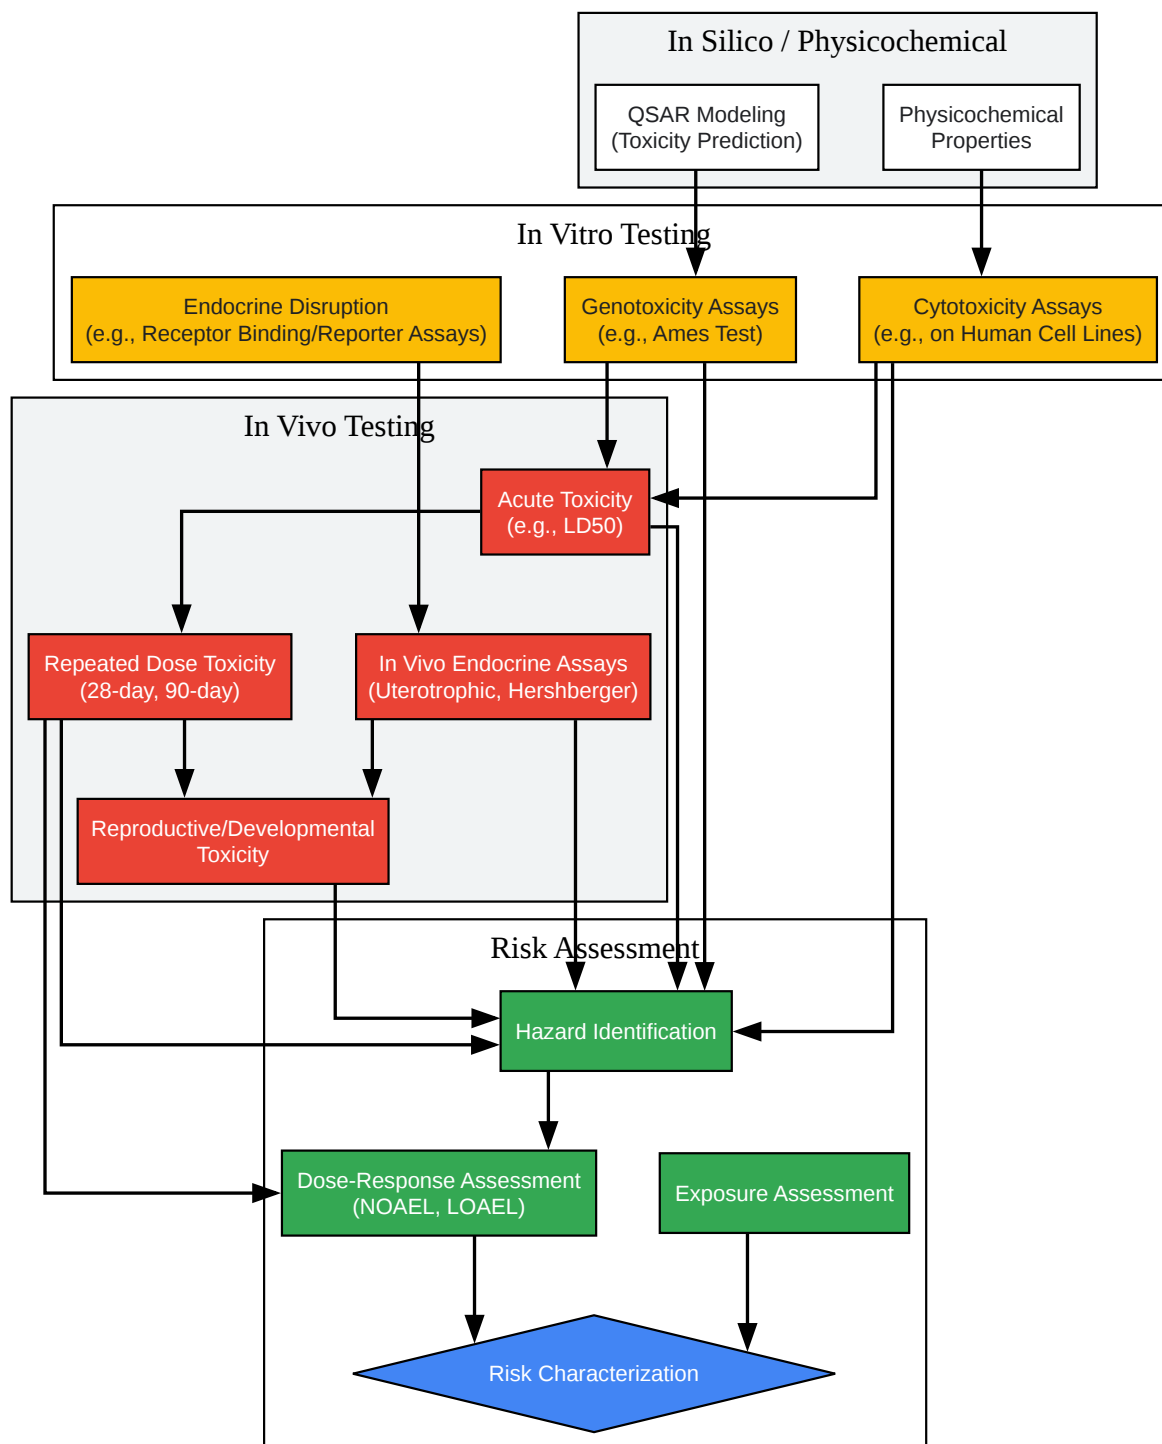 In Silico / Physicochemical
QSAR Modeling
(Toxicity Prediction)
Physicochemical
Properties
In Vitro Testing
Endocrine Disruption
(e.g., Receptor Binding/Reporter Assays)
Genotoxicity Assays
(e.g., Ames Test)
Cytotoxicity Assays
(e.g., on Human Cell Lines)
In Vivo Testing
Acute Toxicity
(e.g., LD50)
Repeated Dose Toxicity
(28-day, 90-day)
In Vivo Endocrine Assays
(Uterotrophic, Hershberger)
Reproductive/Developmental
Toxicity
Risk Assessment
Hazard Identification
Dose-Response Assessment
(NOAEL, LOAEL)
Exposure Assessment
Risk Characterization